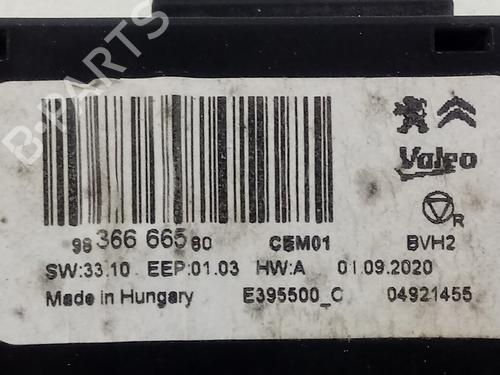 B-PARTS
Valeo
R
98 366 665 80 CEM01 BVH2
SW:33.10 EEP:01.03 HW:A 01.09.2020
Made in Hungary E395500_C 04921455